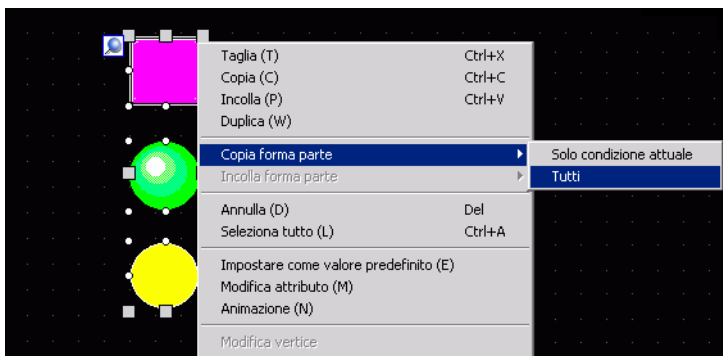 Taglia (T) Ctrl+X
Copia (C) Ctrl+C
Incolla (P) Ctrl+V
Duplica (W)
Copia forma parte
Solo condizione attuale
Incolla forma parte
Tutti
Annulla (D) Del
Seleziona tutto (L) Ctrl+A
Impostare come valore predefinito (E)
Modifica attributo (M)
Animazione (N)
Modifica vertice